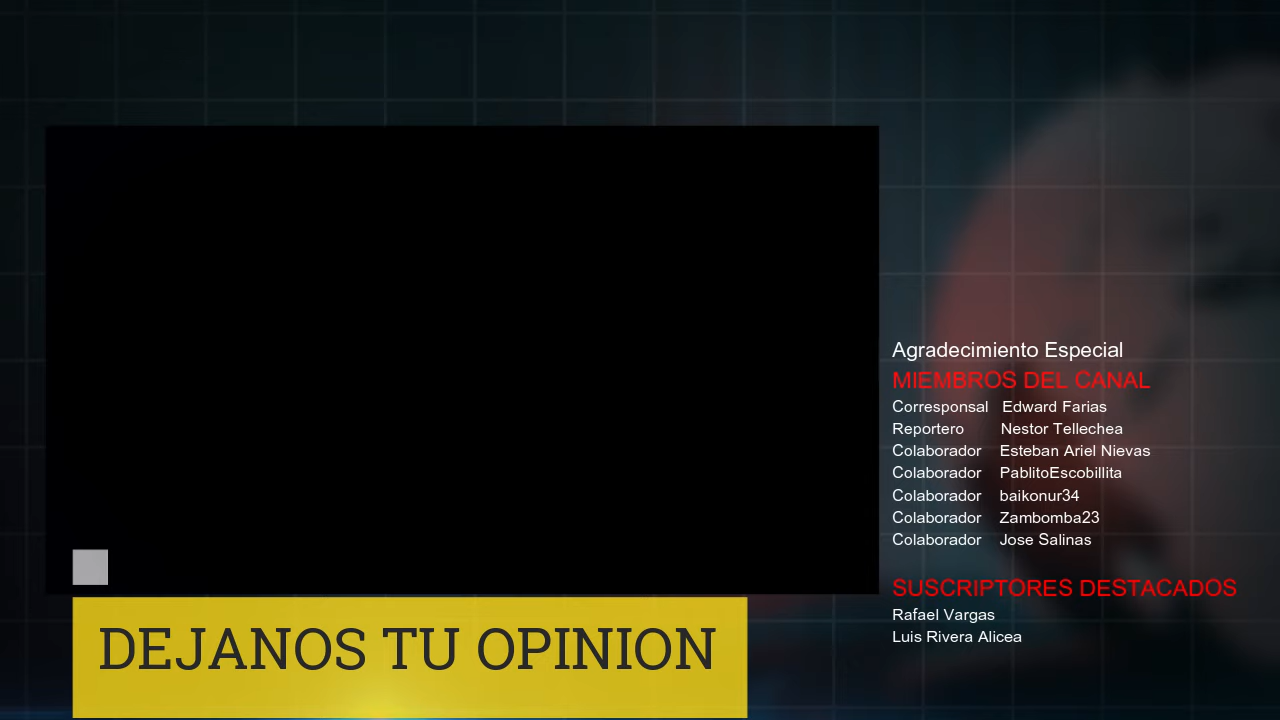 Agradecimiento Especial
MIEMBROS DEL CANAL
Corresponsal Edward Farias
Reportero Nestor Tellechea
Colaborador Esteban Ariel Nievas
Colaborador PablitoEscobillita
Colaborador baikonur34
Colaborador Zambomba23
Colaborador Jose Salinas
SUSCRIPTORES DESTACADOS
Rafael Vargas
Luis Rivera Alicea
DEJANOS TU OPINION